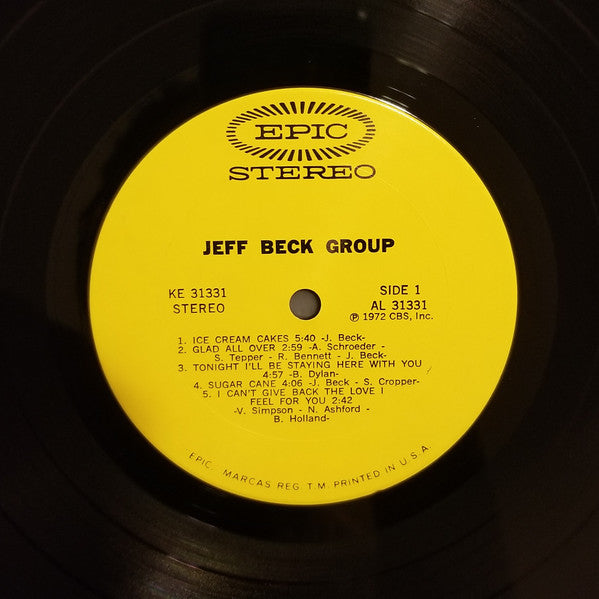 EPIC
STEREO
JEFF BECK GROUP
KE 31331
STEREO
SIDE 1
AL 31331
Ⓟ 1972 CBS, Inc.
1. ICE CREAM CAKES 5:40 -J. Beck-
2. GLAD ALL OVER 2:59 -A. Schroeder -
S. Tepper - R. Bennett - J. Beck-
3. TONIGHT I'LL BE STAYING HERE WITH YOU
4:57 -B. Dylan-
4. SUGAR CANE 4:06 -J. Beck - S. Cropper-
5. I CAN'T GIVE BACK THE LOVE I
FEEL FOR YOU 2:42
-V. Simpson - N. Ashford -
B. Holland-
EPIC, MARCAS REG. T.M. PRINTED IN U.S.A.